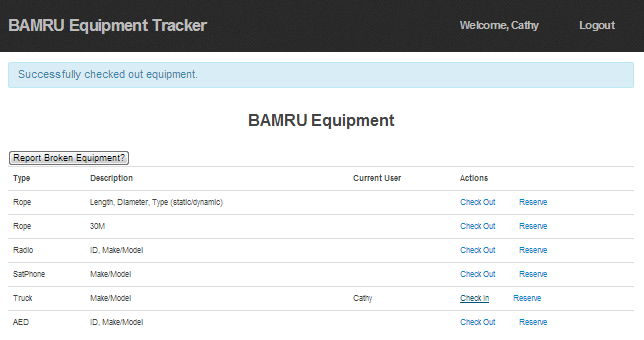 BAMRU Equipment Tracker Welcome, Cathy Logout
Successfully checked out equipment.
BAMRU Equipment
Report Broken Equipment?
Type Description Current User Actions
Rope Length, Diameter, Type (static/dynamic) Check Out Reserve
Rope 30M Check Out Reserve
Radio ID, Make/Model Check Out Reserve
SatPhone Make/Model Check Out Reserve
Truck Make/Model Cathy Check In Reserve
AED ID, Make/Model Check Out Reserve